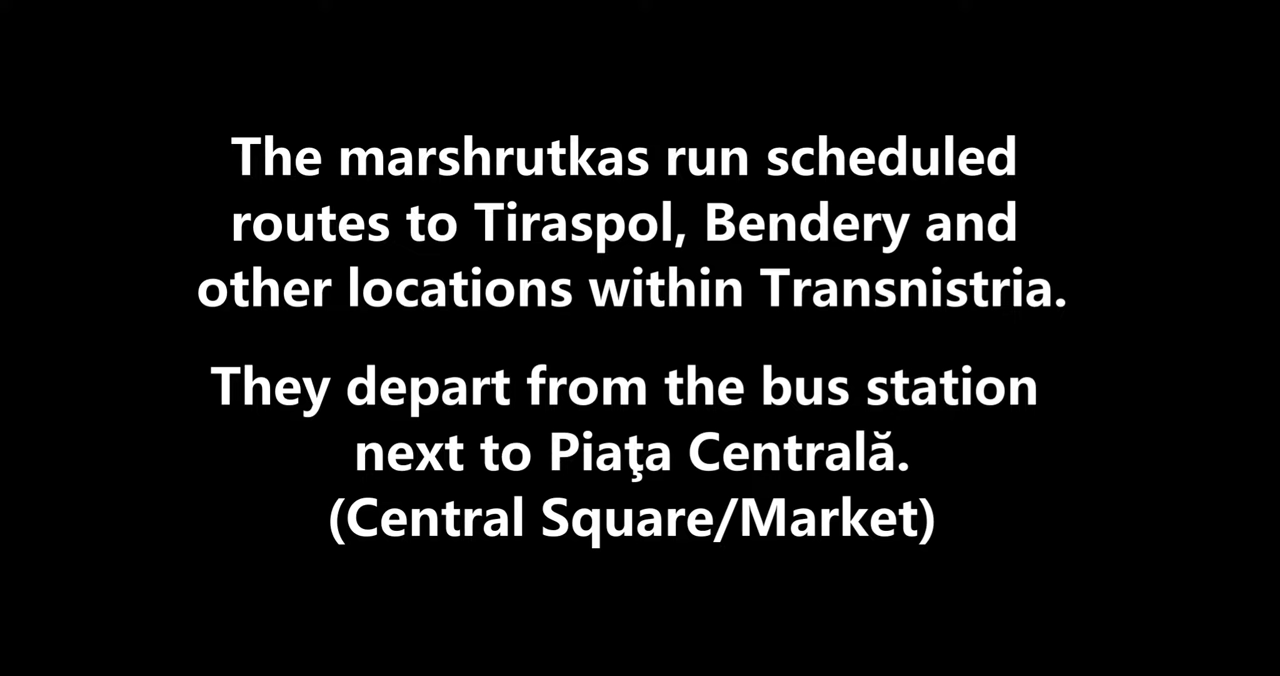 The marshrutkas run scheduled
routes to Tiraspol, Bendery and
other locations within Transnistria.
They depart from the bus station
next to Piaţa Centrală.
(Central Square/Market)